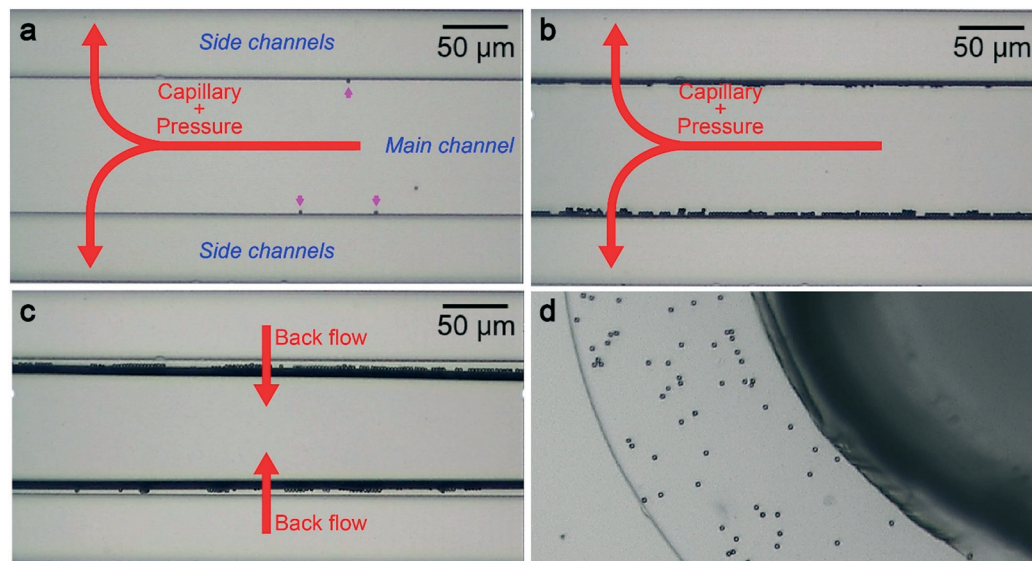 a
Side channels
50 µm
Capillary
+
Pressure
Main channel
Side channels
b
50 µm
Capillary
+
Pressure
c
50 µm
Back flow
Back flow
d